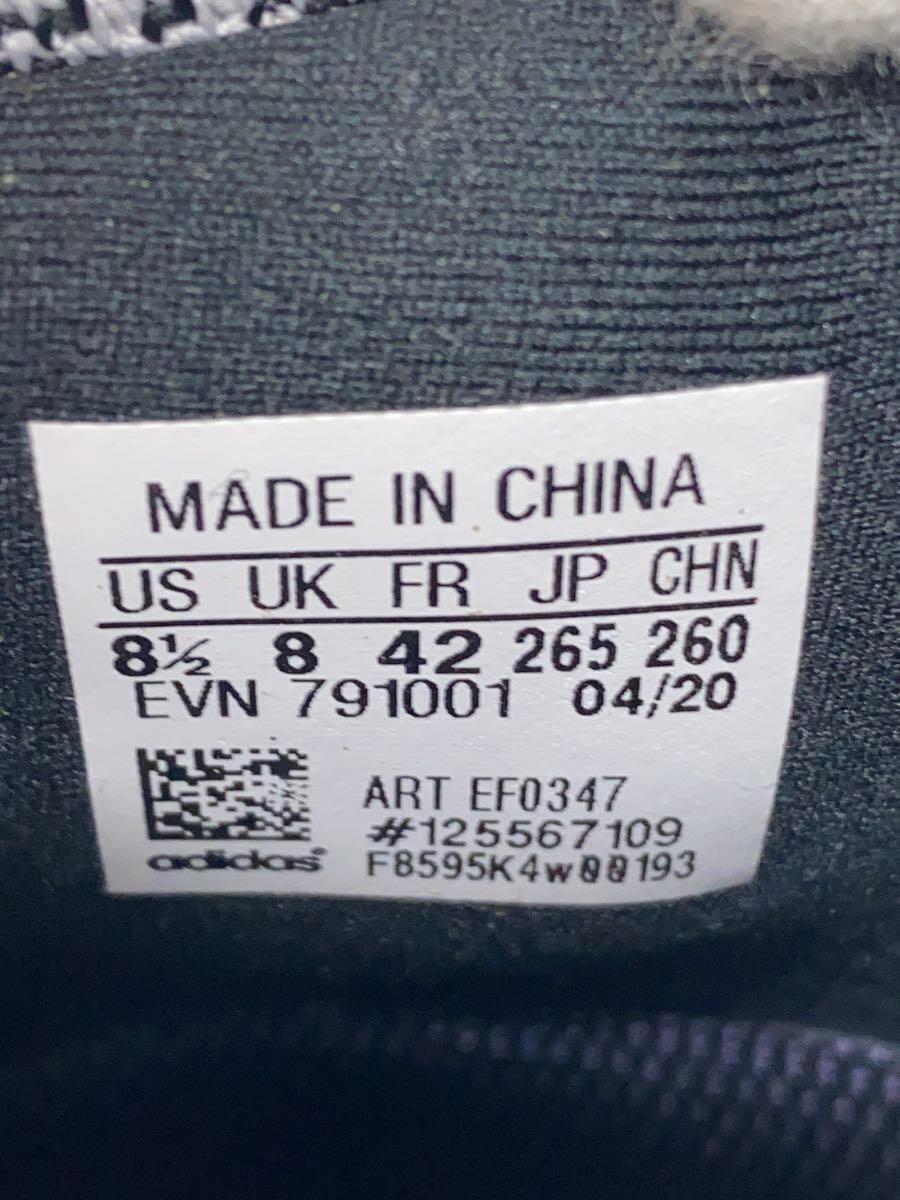 MADE IN CHINA
US UK FR JP CHN
8½ 8 42 265 260
EVN 791001 04/20
ART EF0347
#125567109
adidas
F8595K4w00193